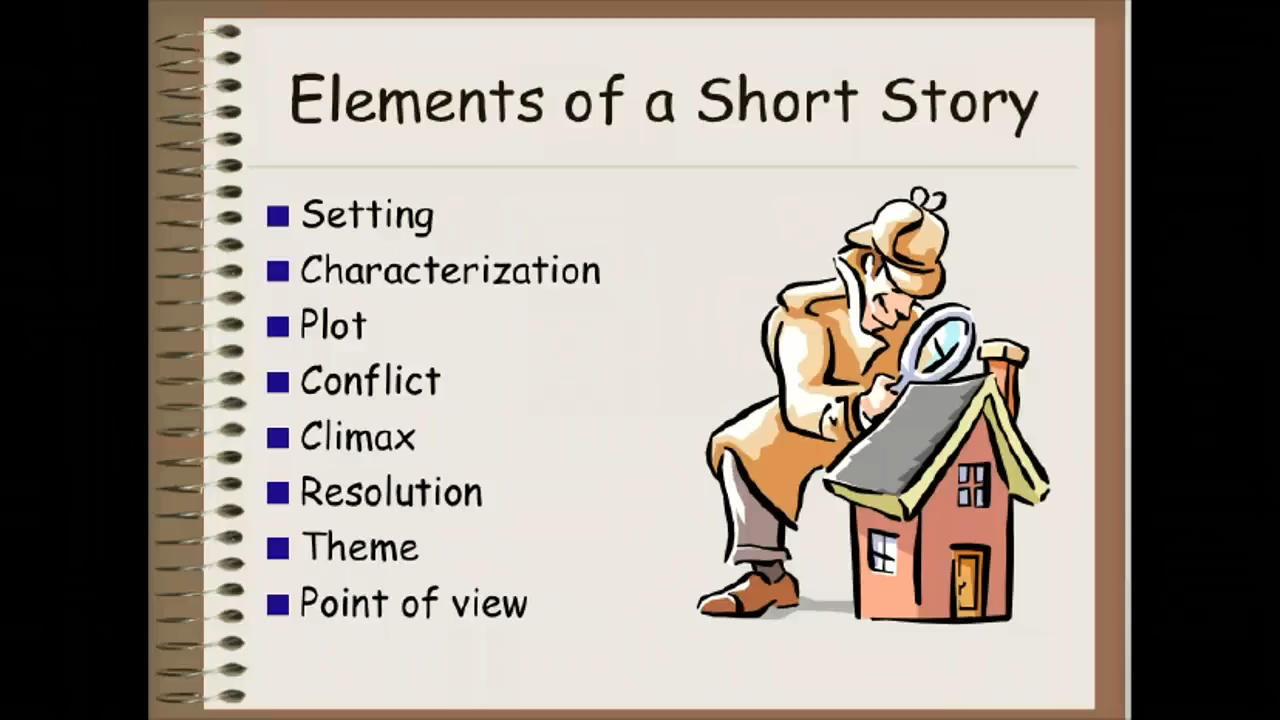 Elements of a Short Story
Setting
Characterization
Plot
Conflict
Climax
Resolution
Theme
Point of view